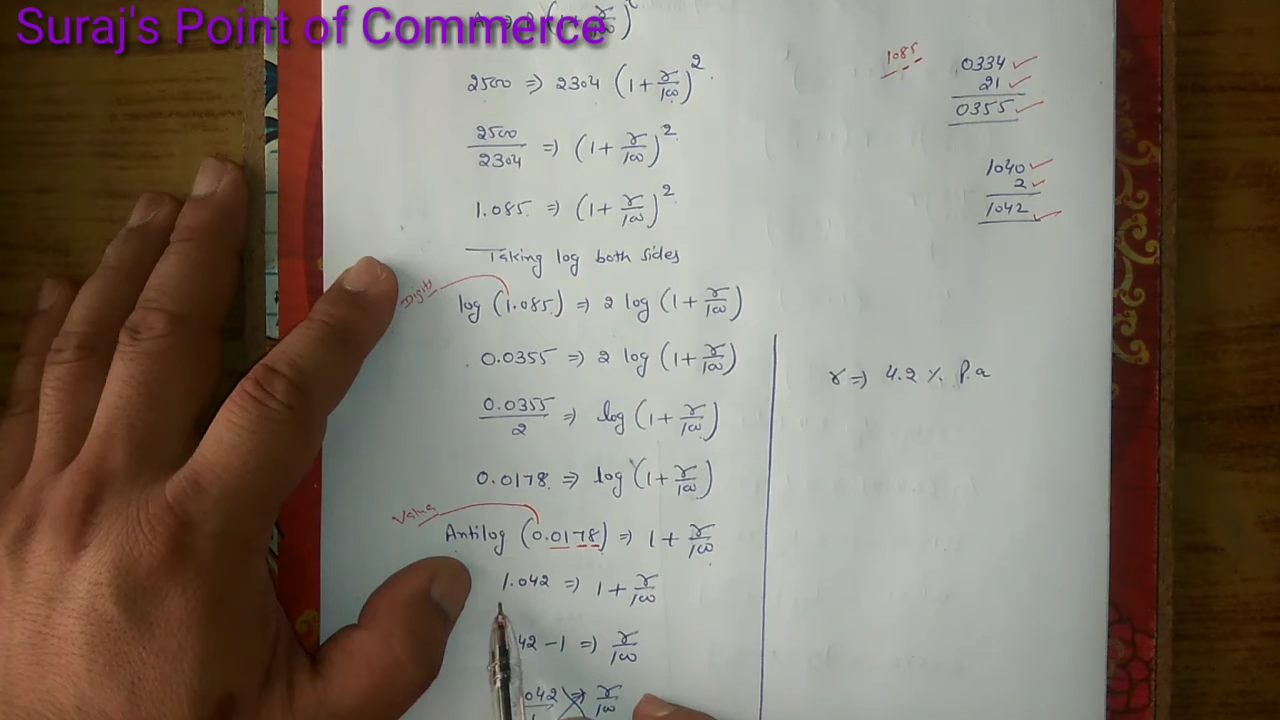 Suraj's Point of Commerce
2500 => 2304 (1 + r/100)^2
2500/2304 => (1 + r/100)^2
1.085 => (1 + r/100)^2
Taking log both sides
Digits
log (1.085) => 2 log (1 + r/100)
0.0355 => 2 log (1 + r/100)
0.0355/2 => log (1 + r/100)
0.0178 => log (1 + r/100)
Value
Antilog (0.0178) => 1 + r/100
1.042 => 1 + r/100
42 - 1 => r/100
042 => r/100
1085
0334
21
0355
1040
2
1042
r => 4.2 % P.a